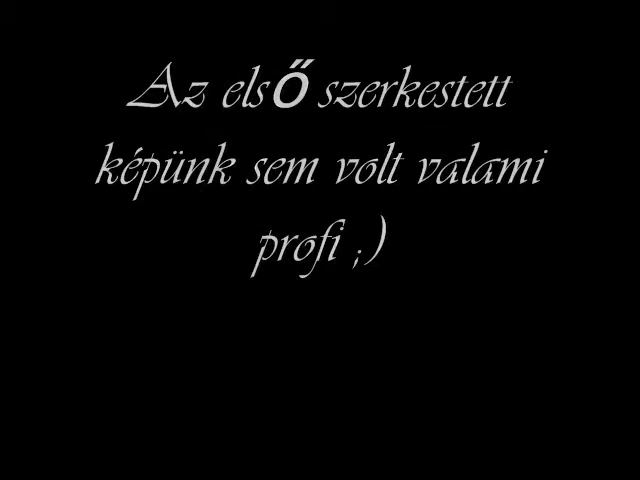 Az első szerkestett
képünk sem volt valami
profi ;)